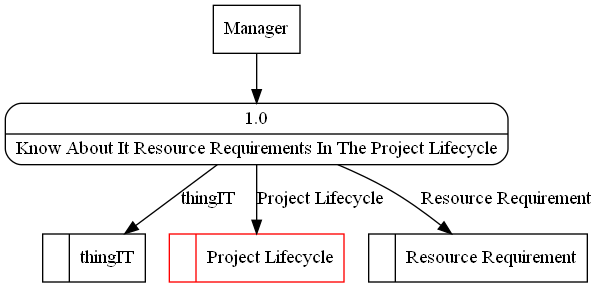 Manager
1.0
Know About It Resource Requirements In The Project Lifecycle
thingIT
Project Lifecycle
Resource Requirement
thingIT
Project Lifecycle
Resource Requirement